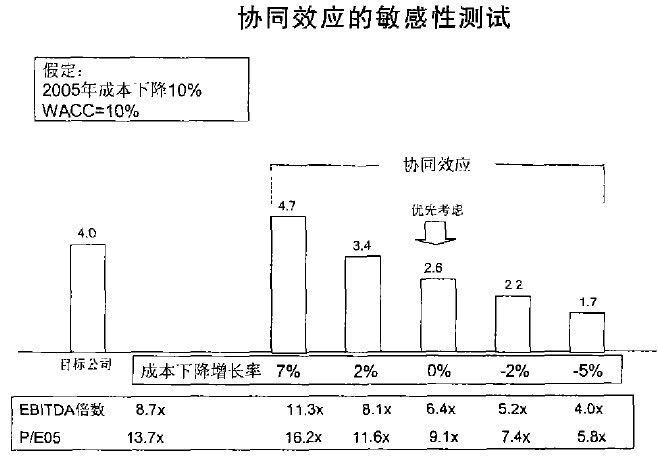 协同效应的敏感性测试
假定：
2005年成本下降10%
WACC=10%
协同效应
优先考虑
4.0 4.7 3.4 2.6 2.2 1.7
目标公司
成本下降增长率 7% 2% 0% -2% -5%
EBITDA倍数 8.7x 11.3x 8.1x 6.4x 5.2x 4.0x
P/E05 13.7x 16.2x 11.6x 9.1x 7.4x 5.8x